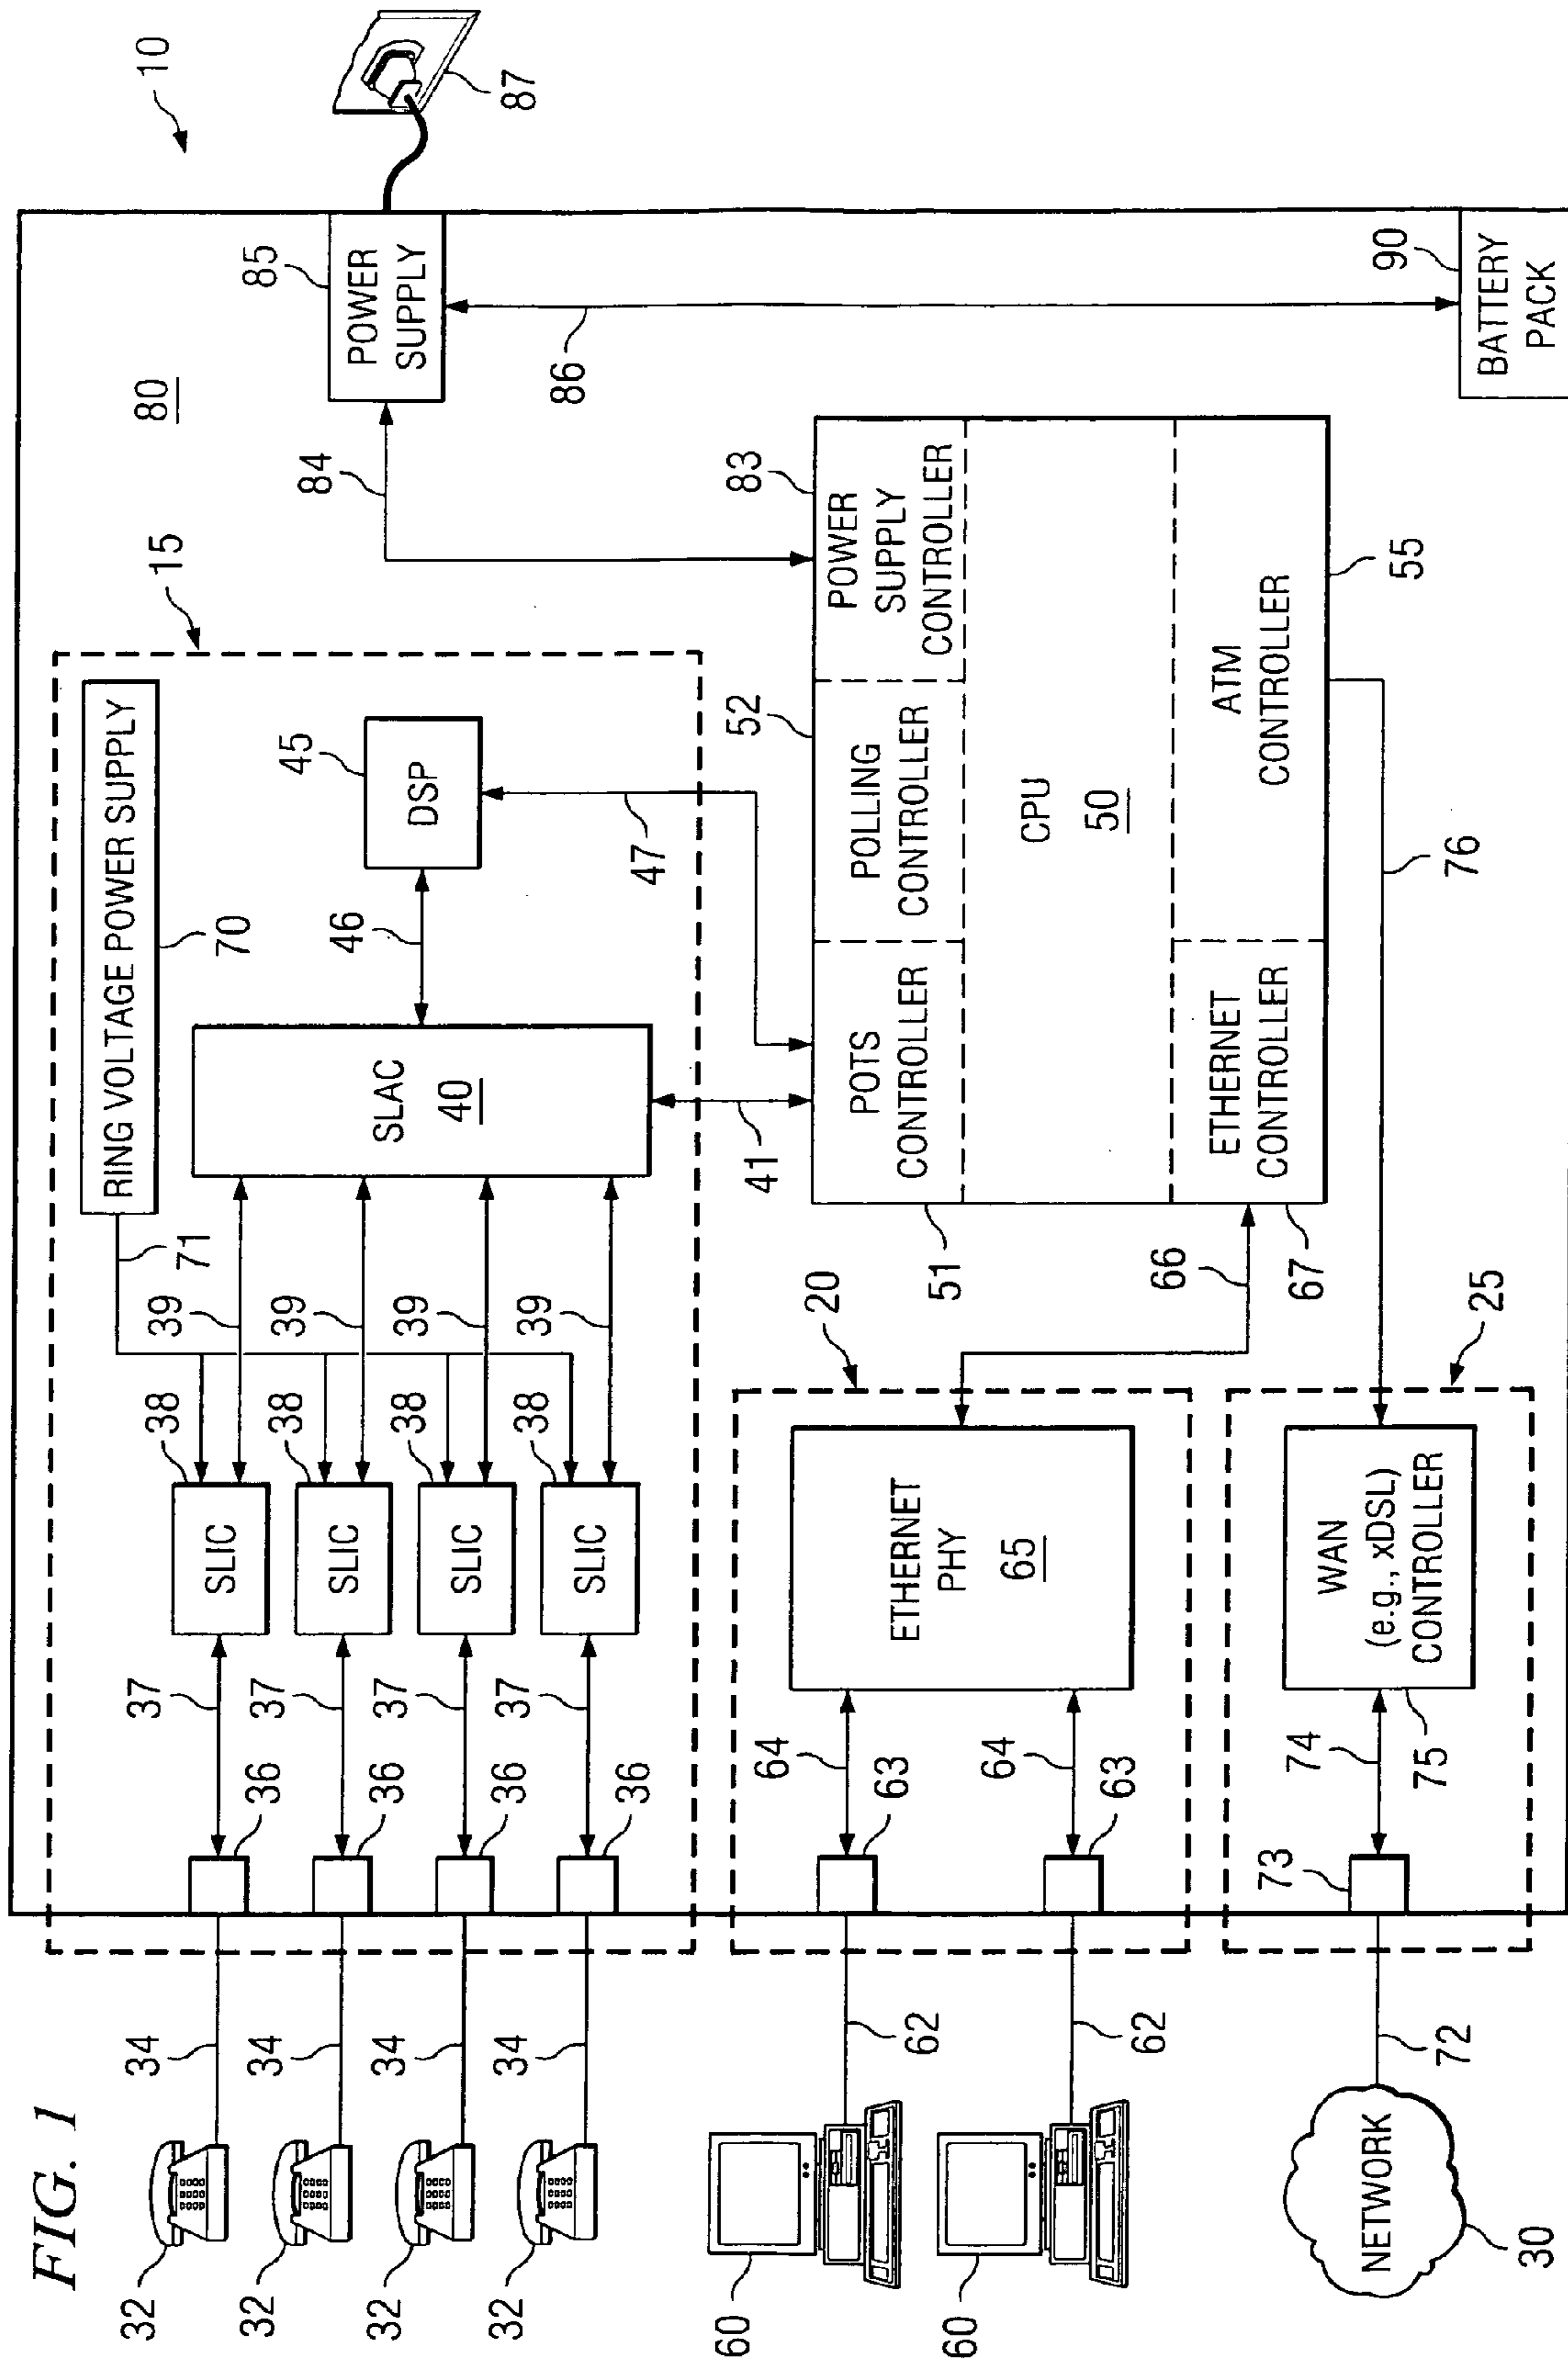 FIG. 1
10
80
15
RING VOLTAGE POWER SUPPLY
70
71
32
32
32
32
34
34
34
34
36
36
36
36
37
37
37
37
38
38
38
38
SLIC
SLIC
SLIC
SLIC
39
39
39
39
SLAC
40
46
45
DSP
47
41
84
85
POWER
SUPPLY
87
86
90
BATTERY
PACK
51
POTS
CONTROLLER
52
POLLING
CONTROLLER
83
POWER
SUPPLY
CONTROLLER
CPU
50
ETHERNET
CONTROLLER
67
ATM
CONTROLLER
55
60
60
62
62
63
63
64
64
20
ETHERNET
PHY
65
66
NETWORK
30
72
73
74
75
WAN
(e.g., xDSL)
CONTROLLER
25
76